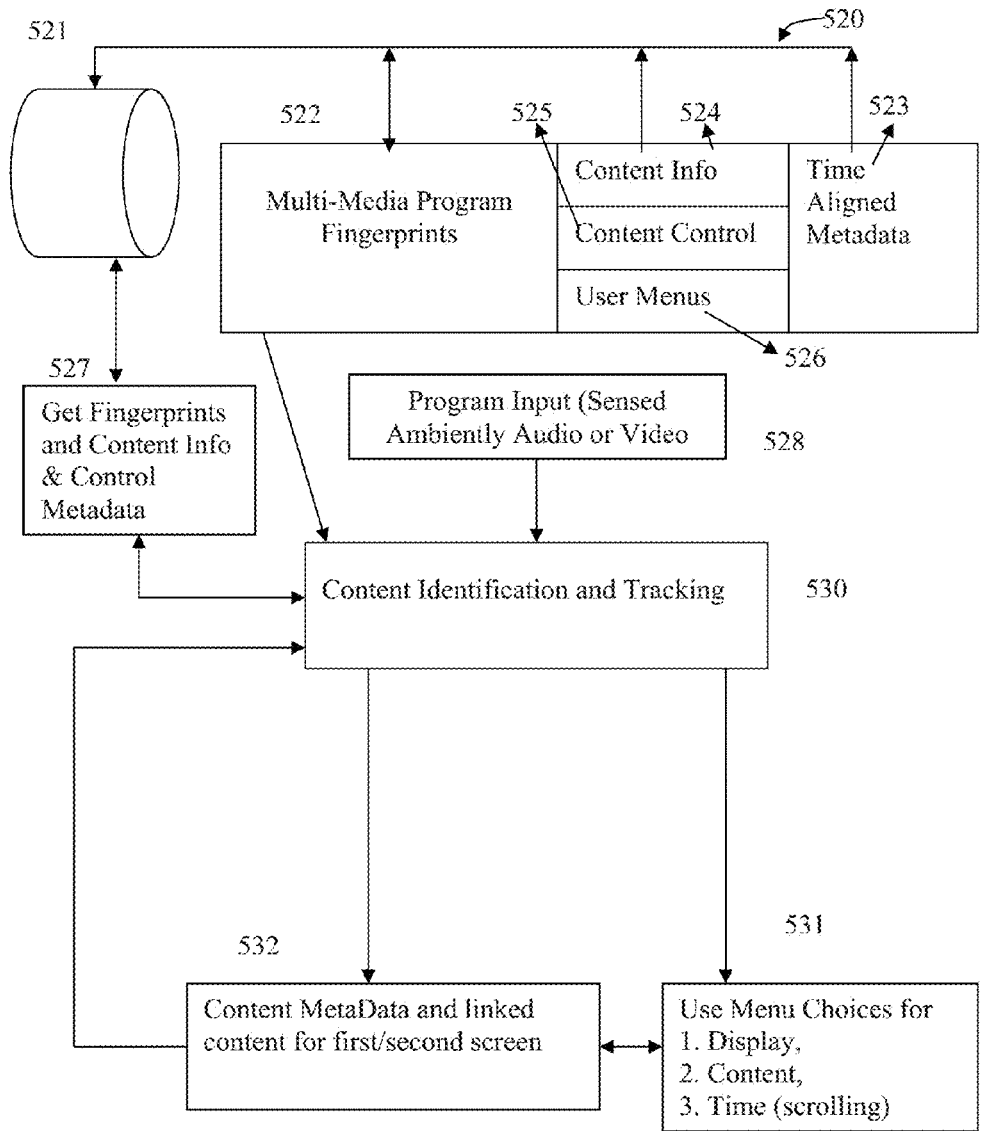 520
521
522
525
524
523
Multi-Media Program
Fingerprints
Content Info
Content Control
User Menus
Time
Aligned
Metadata
526
527
Get Fingerprints
and Content Info
& Control
Metadata
Program Input (Sensed
Ambiently Audio or Video
528
Content Identification and Tracking
530
531
532
Content MetaData and linked
content for first/second screen
Use Menu Choices for
1. Display,
2. Content,
3. Time (scrolling)